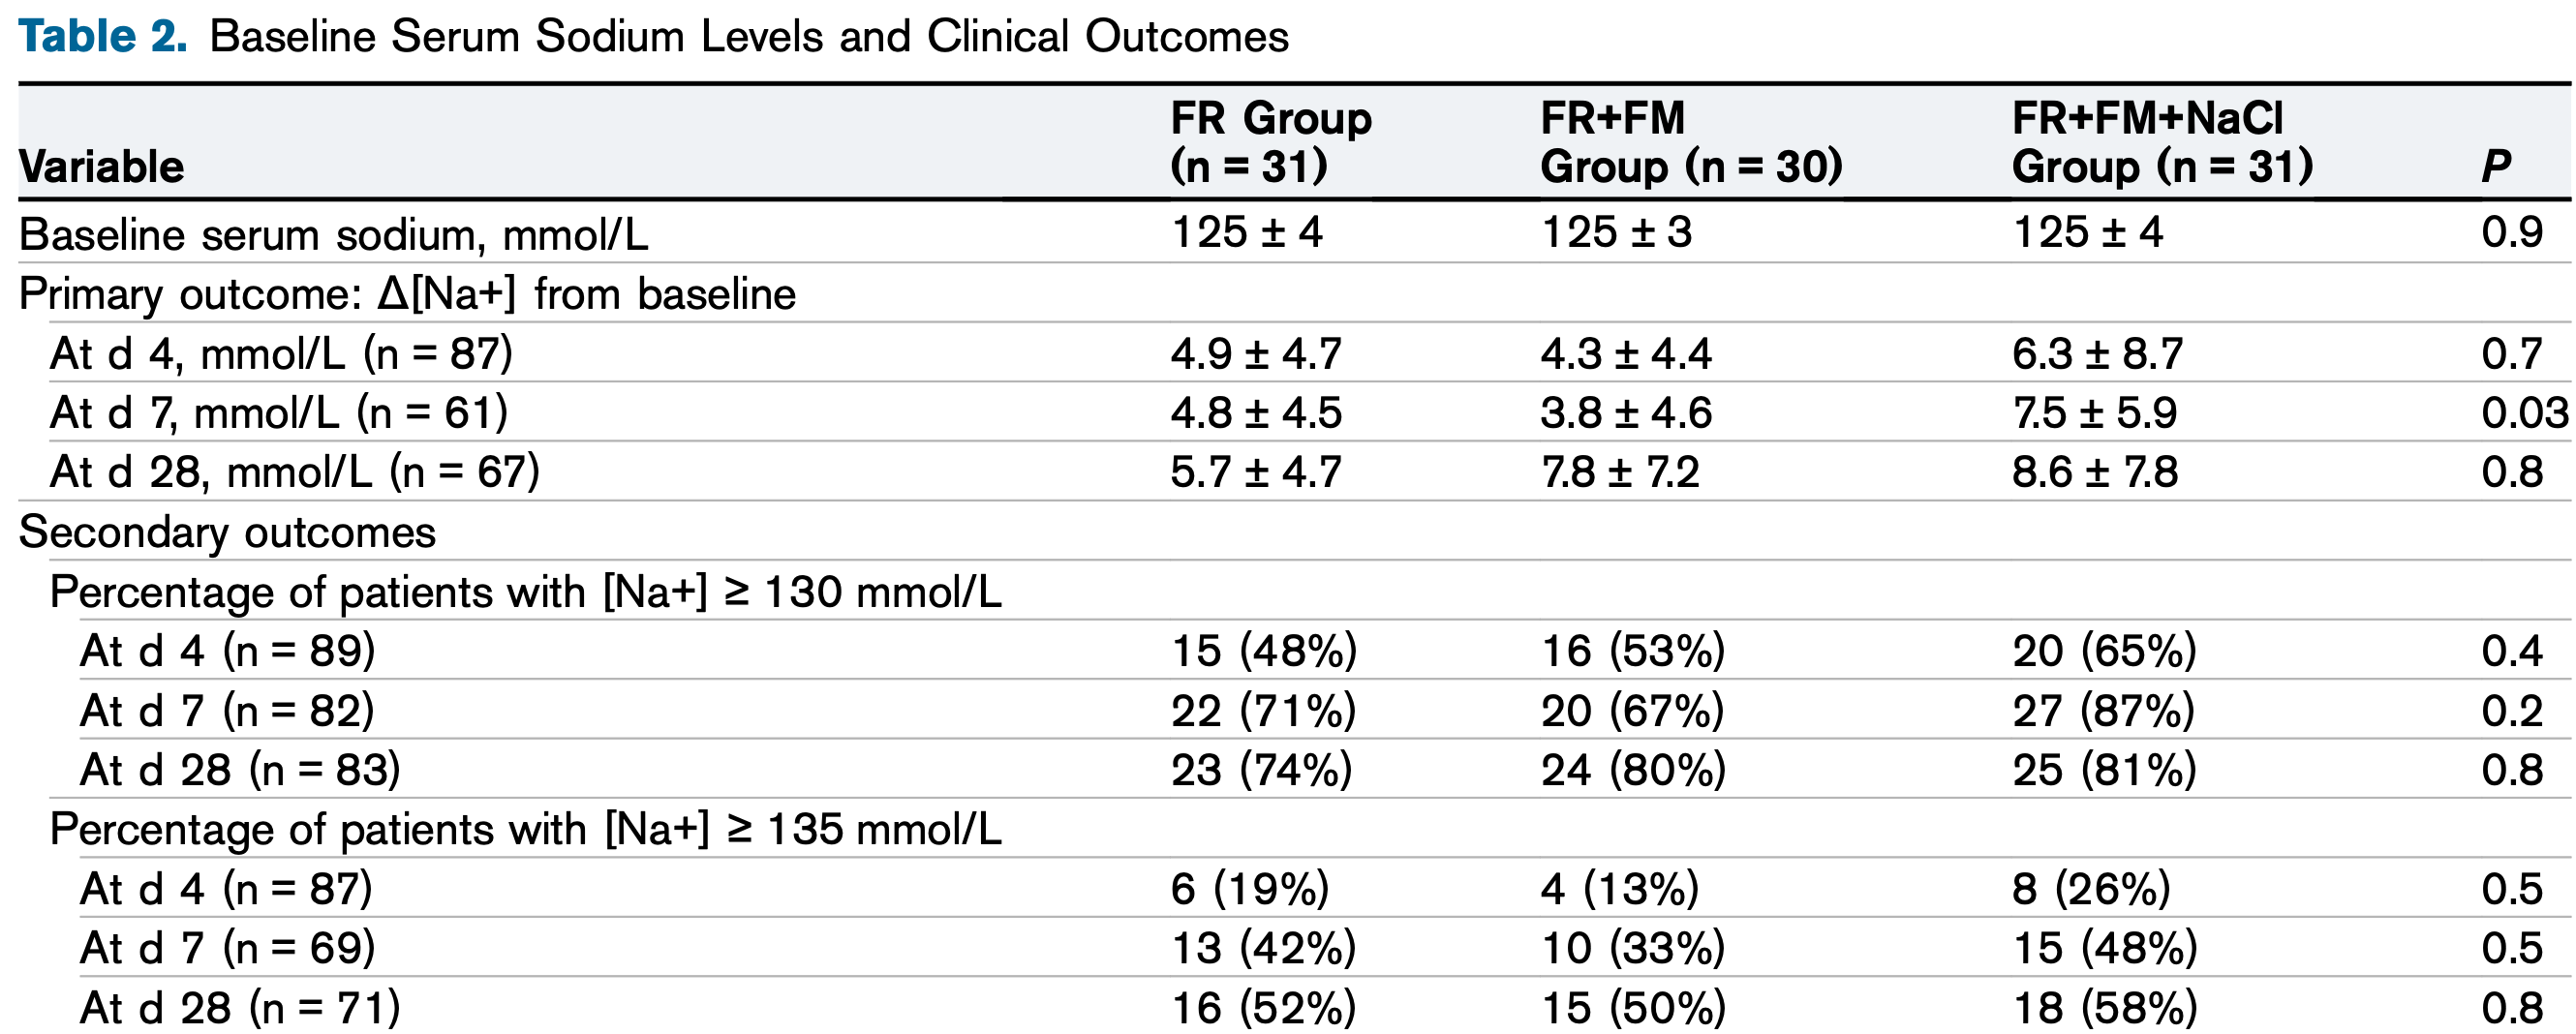 Table 2. Baseline Serum Sodium Levels and Clinical Outcomes
Variable FR Group (n = 31) FR+FM Group (n = 30) FR+FM+NaCl Group (n = 31) P
Baseline serum sodium, mmol/L 125 ± 4 125 ± 3 125 ± 4 0.9
Primary outcome: Δ[Na+] from baseline
At d 4, mmol/L (n = 87) 4.9 ± 4.7 4.3 ± 4.4 6.3 ± 8.7 0.7
At d 7, mmol/L (n = 61) 4.8 ± 4.5 3.8 ± 4.6 7.5 ± 5.9 0.03
At d 28, mmol/L (n = 67) 5.7 ± 4.7 7.8 ± 7.2 8.6 ± 7.8 0.8
Secondary outcomes
Percentage of patients with [Na+] ≥ 130 mmol/L
At d 4 (n = 89) 15 (48%) 16 (53%) 20 (65%) 0.4
At d 7 (n = 82) 22 (71%) 20 (67%) 27 (87%) 0.2
At d 28 (n = 83) 23 (74%) 24 (80%) 25 (81%) 0.8
Percentage of patients with [Na+] ≥ 135 mmol/L
At d 4 (n = 87) 6 (19%) 4 (13%) 8 (26%) 0.5
At d 7 (n = 69) 13 (42%) 10 (33%) 15 (48%) 0.5
At d 28 (n = 71) 16 (52%) 15 (50%) 18 (58%) 0.8